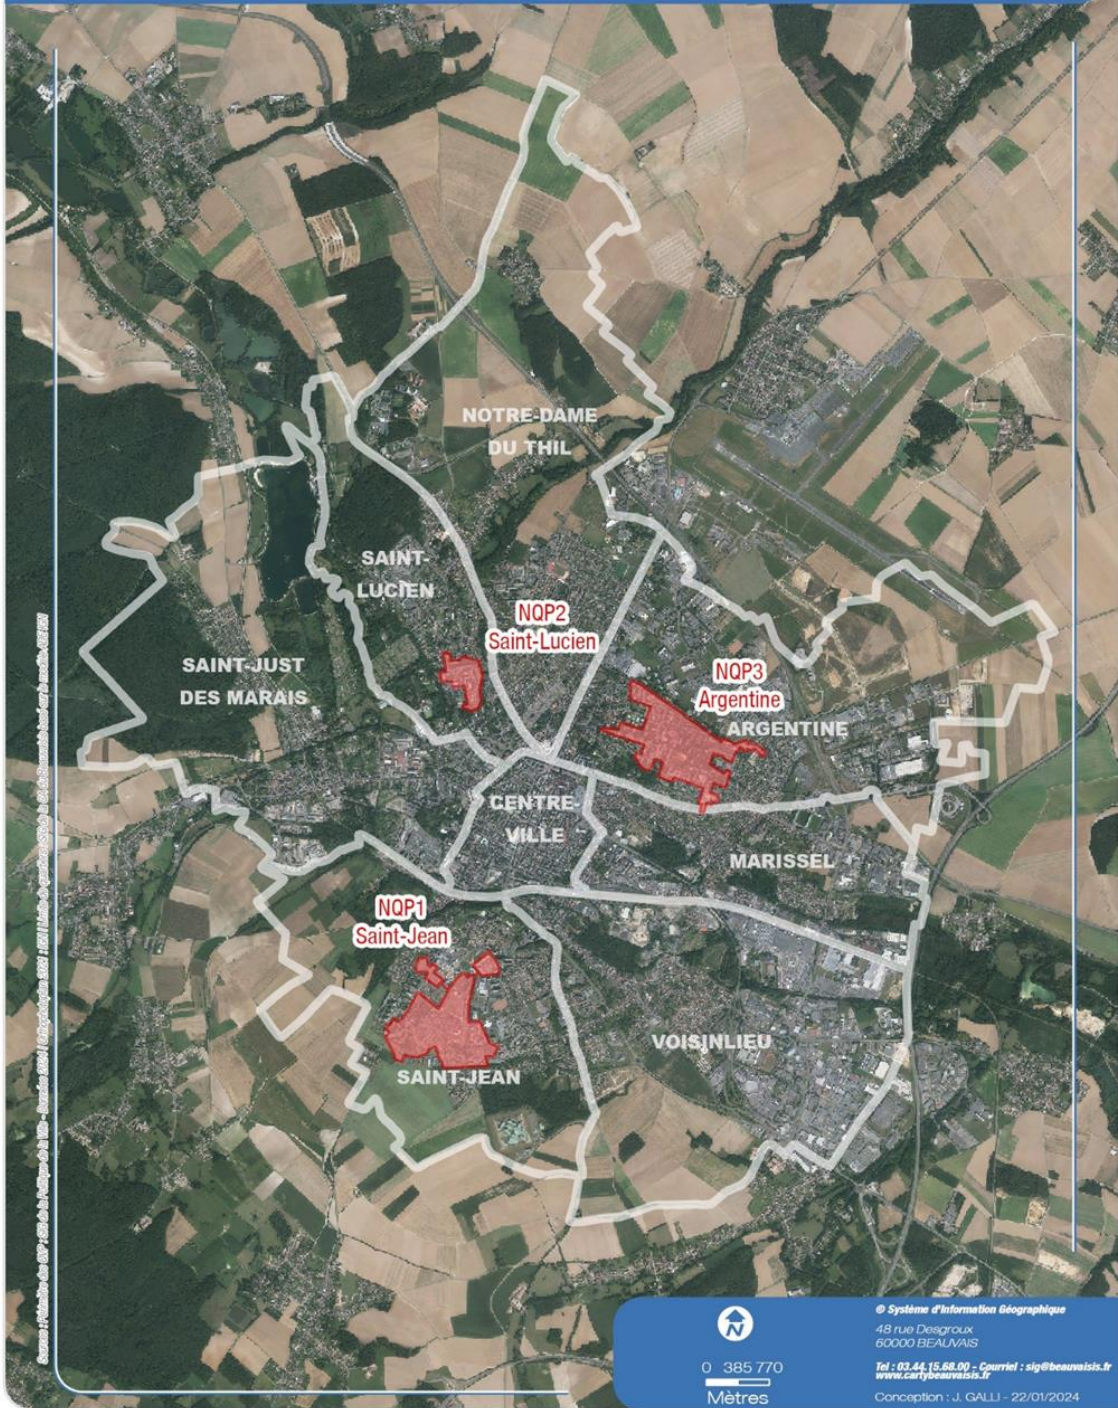 NOTRE-DAME
DU THIL
SAINT-
LUCIEN
NQP2
Saint-Lucien
SAINT-JUST
DES MARAIS
NQP3
Argentine
ARGENTINE
CENTRE-
VILLE
MARISSEL
NQP1
Saint-Jean
VOISINLIEU
SAINT-JEAN
N
0 385 770
Mètres
© Système d'Information Géographique
48 rue Desgroux
60000 BEAUVAIS
Tel : 03.44.15.68.00 - Courriel : sig@beauvaisis.fr
www.cartybeauvaisis.fr
Conception : J. GALLI - 22/01/2024